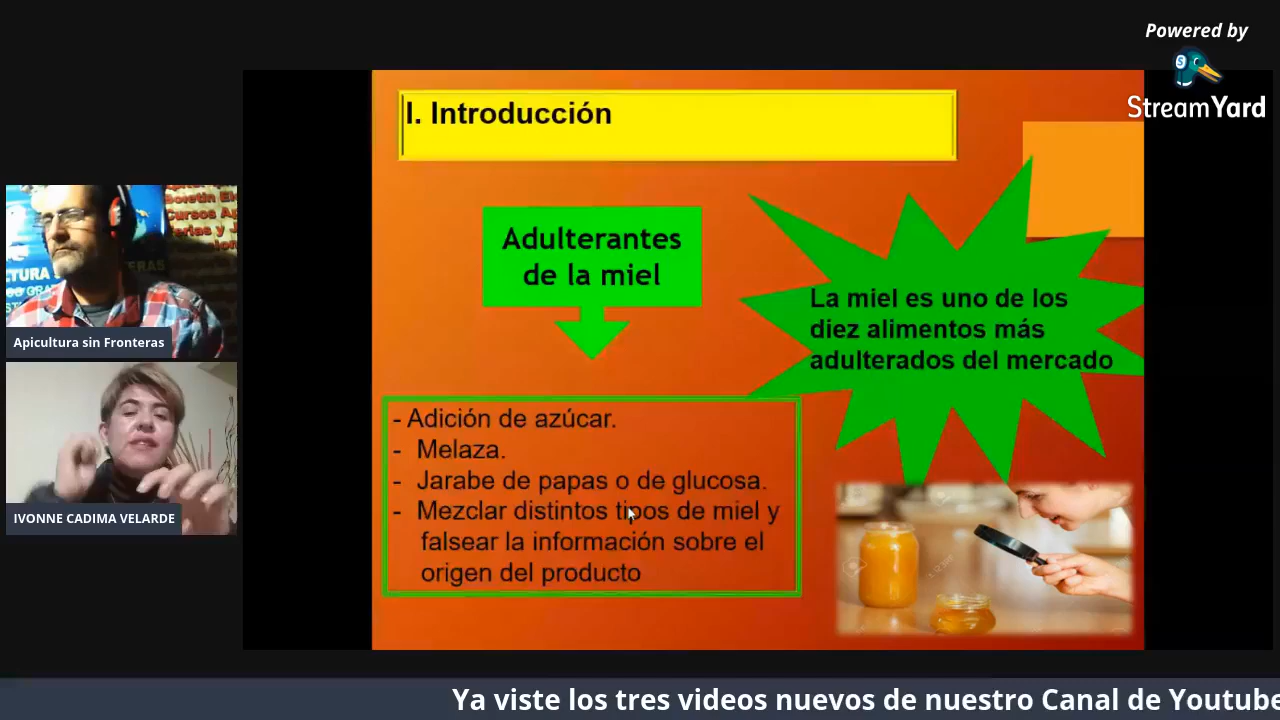 Powered by
StreamYard
I. Introducción
Adulterantes
de la miel
La miel es uno de los
diez alimentos más
adulterados del mercado
- Adición de azúcar.
- Melaza.
- Jarabe de papas o de glucosa.
- Mezclar distintos tipos de miel y
falsear la información sobre el
origen del producto
Apicultura sin Fronteras
IVONNE CADIMA VELARDE
Ya viste los tres videos nuevos de nuestro Canal de Youtube